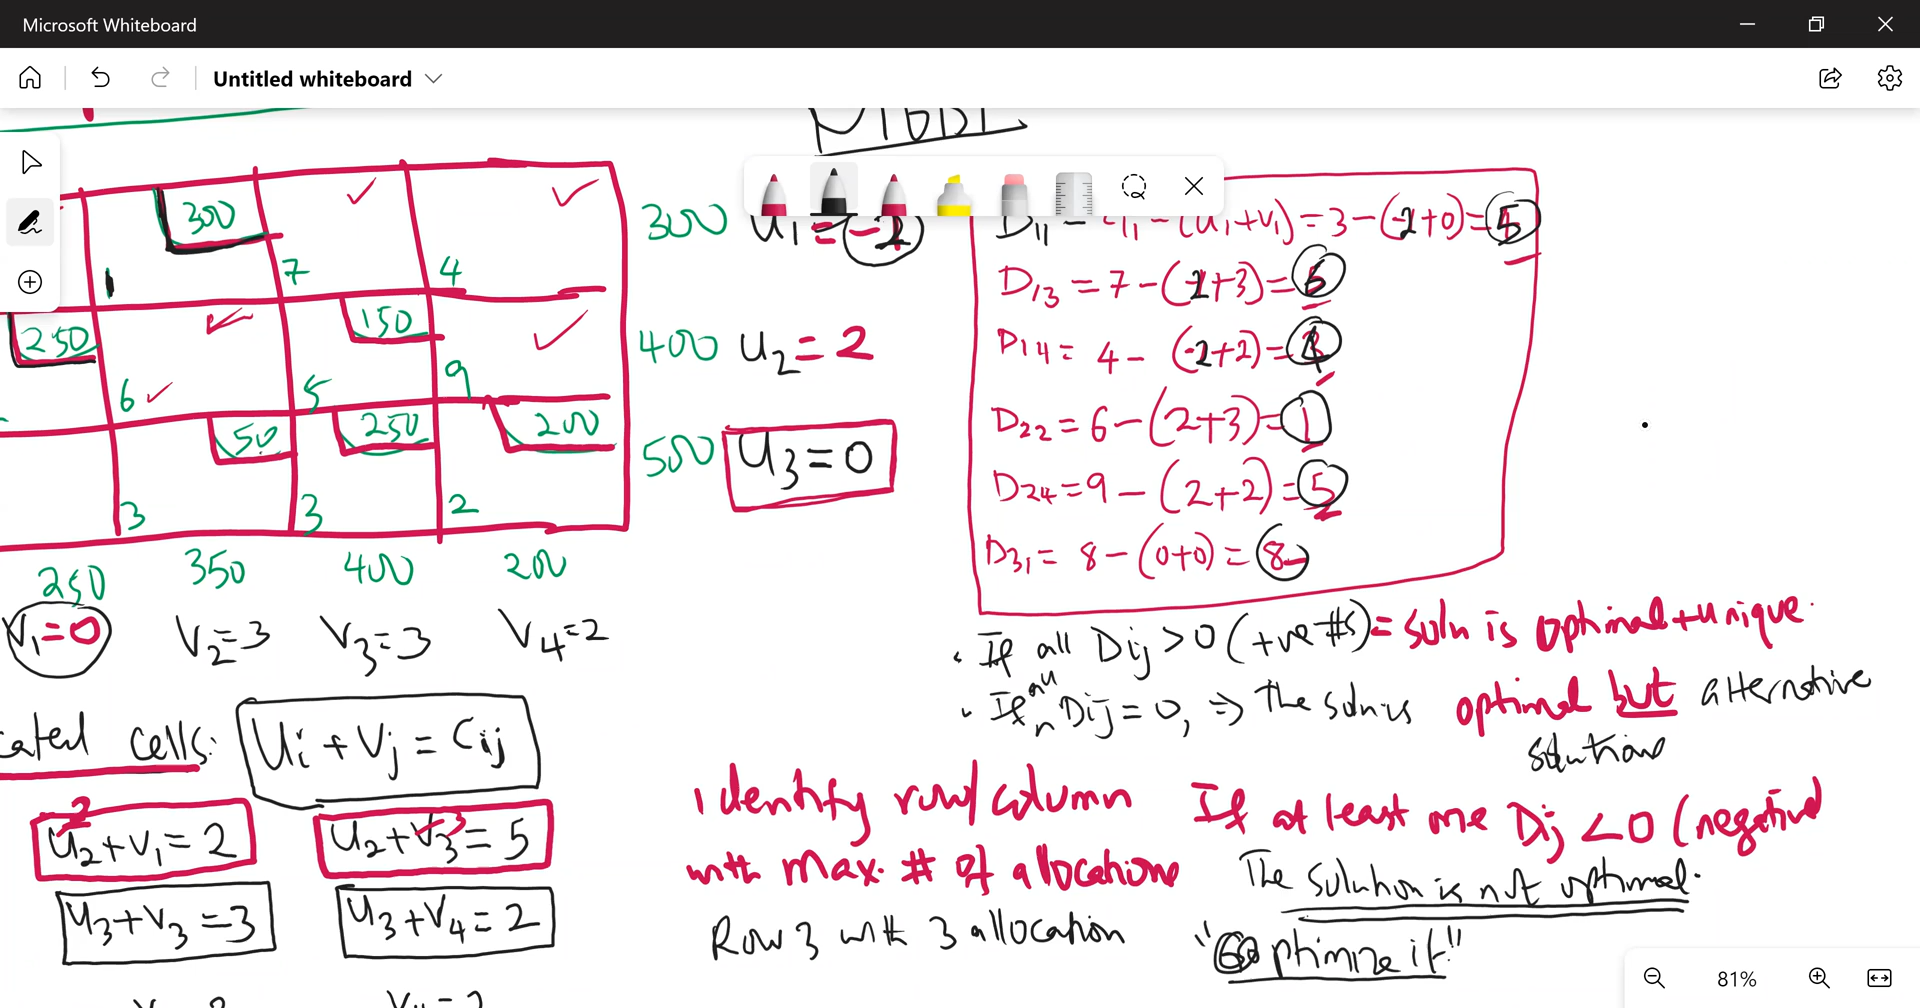 Microsoft Whiteboard
Untitled whiteboard
300
1
7
4
300
250
150
6
5
9
400
U2 = 2
50
250
200
3
3
2
500
U3 = 0
250
350
400
200
V1 = 0
V2 = 3
V3 = 3
V4 = 2
(U1+V1) = 3 - (-2+0) = 5
D13 = 7 - (-2+3) = 6
D14 = 4 - (-2+2) = 4
D22 = 6 - (2+3) = 1
D24 = 9 - (2+2) = 5
D31 = 8 - (0+0) = 8
. If all Dij > 0 (+ve #s) = soln is optimal + unique.
. If all Dij = 0, => The soln is optimal but alternative
solutions
cated cells:
Ui + Vj = Cij
U2 + V1 = 2
U2 + V3 = 5
U3 + V3 = 3
U3 + V4 = 2
identify row/column
with max. # of allocations
Row 3 with 3 allocation
If at least one Dij < 0 (negative
The solution is not optimal.
81%